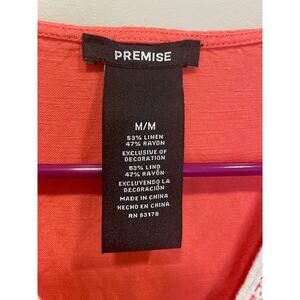 PREMISE
M/M
53% LINEN
47% RAYON
EXCLUSIVE OF
DECORATION
53% LINO
47% RAYON
EXCLUYENDO LA
DECORACIÓN
MADE IN CHINA
HECHO EN CHINA
RN 93178